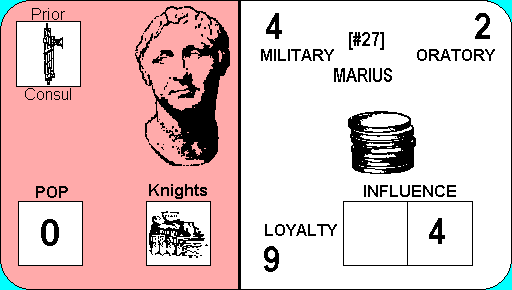 Prior
Consul
POP
0
Knights
4
MILITARY
[#27]
2
ORATORY
MARIUS
INFLUENCE
LOYALTY
9
4